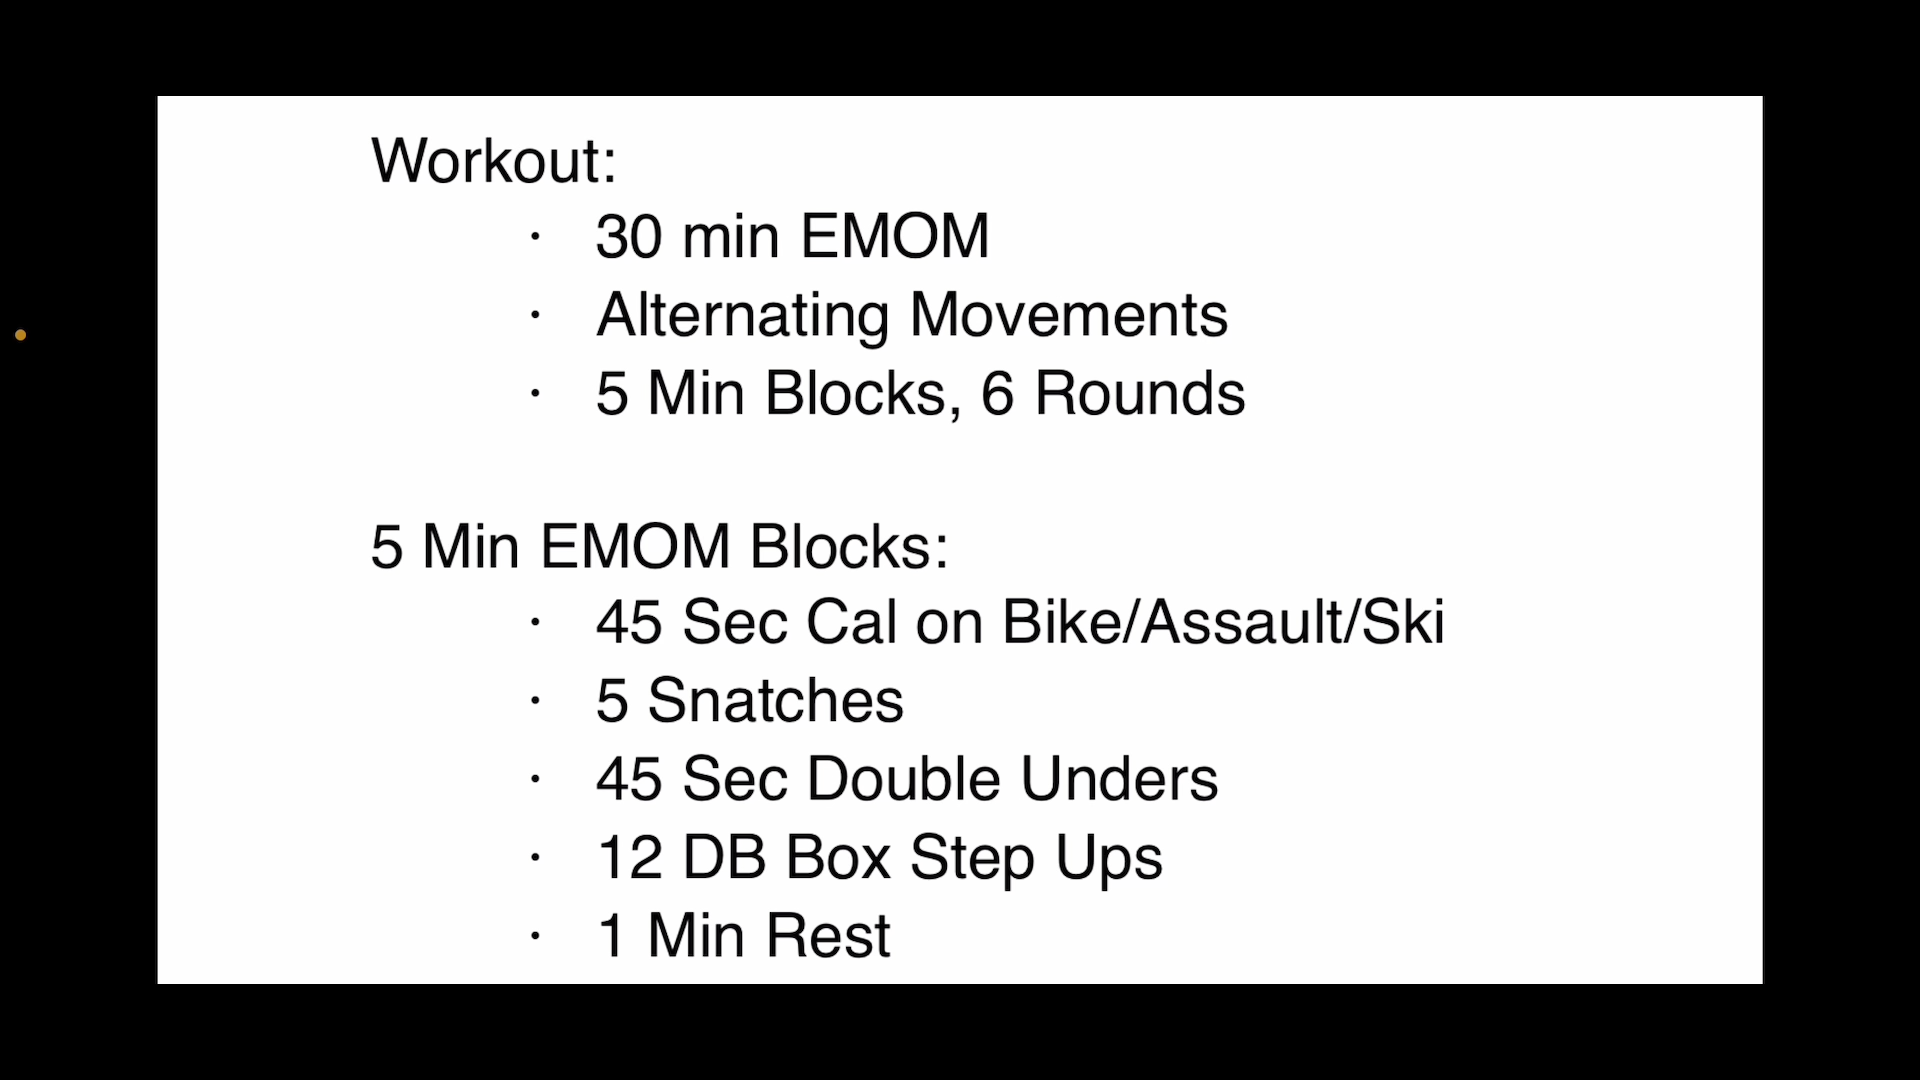 Workout:
· 30 min EMOM
· Alternating Movements
· 5 Min Blocks, 6 Rounds
5 Min EMOM Blocks:
· 45 Sec Cal on Bike/Assault/Ski
· 5 Snatches
· 45 Sec Double Unders
· 12 DB Box Step Ups
· 1 Min Rest